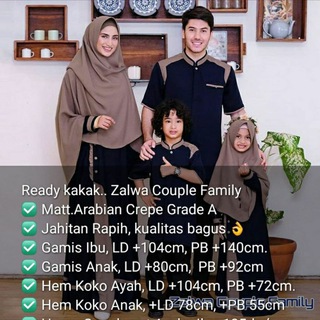 Ready kakak.. Zalwa Couple Family
✅ Matt.Arabian Crepe Grade A
✅ Jahitan Rapih, kualitas bagus👌
✅ Gamis Ibu, LD +104cm, PB +140cm.
✅ Gamis Anak, LD +80cm, PB +92cm
✅ Hem Koko Ayah, LD +104cm, PB +72cm.
✅ Hem Koko Anak, +LD 78cm, +PB.55cm